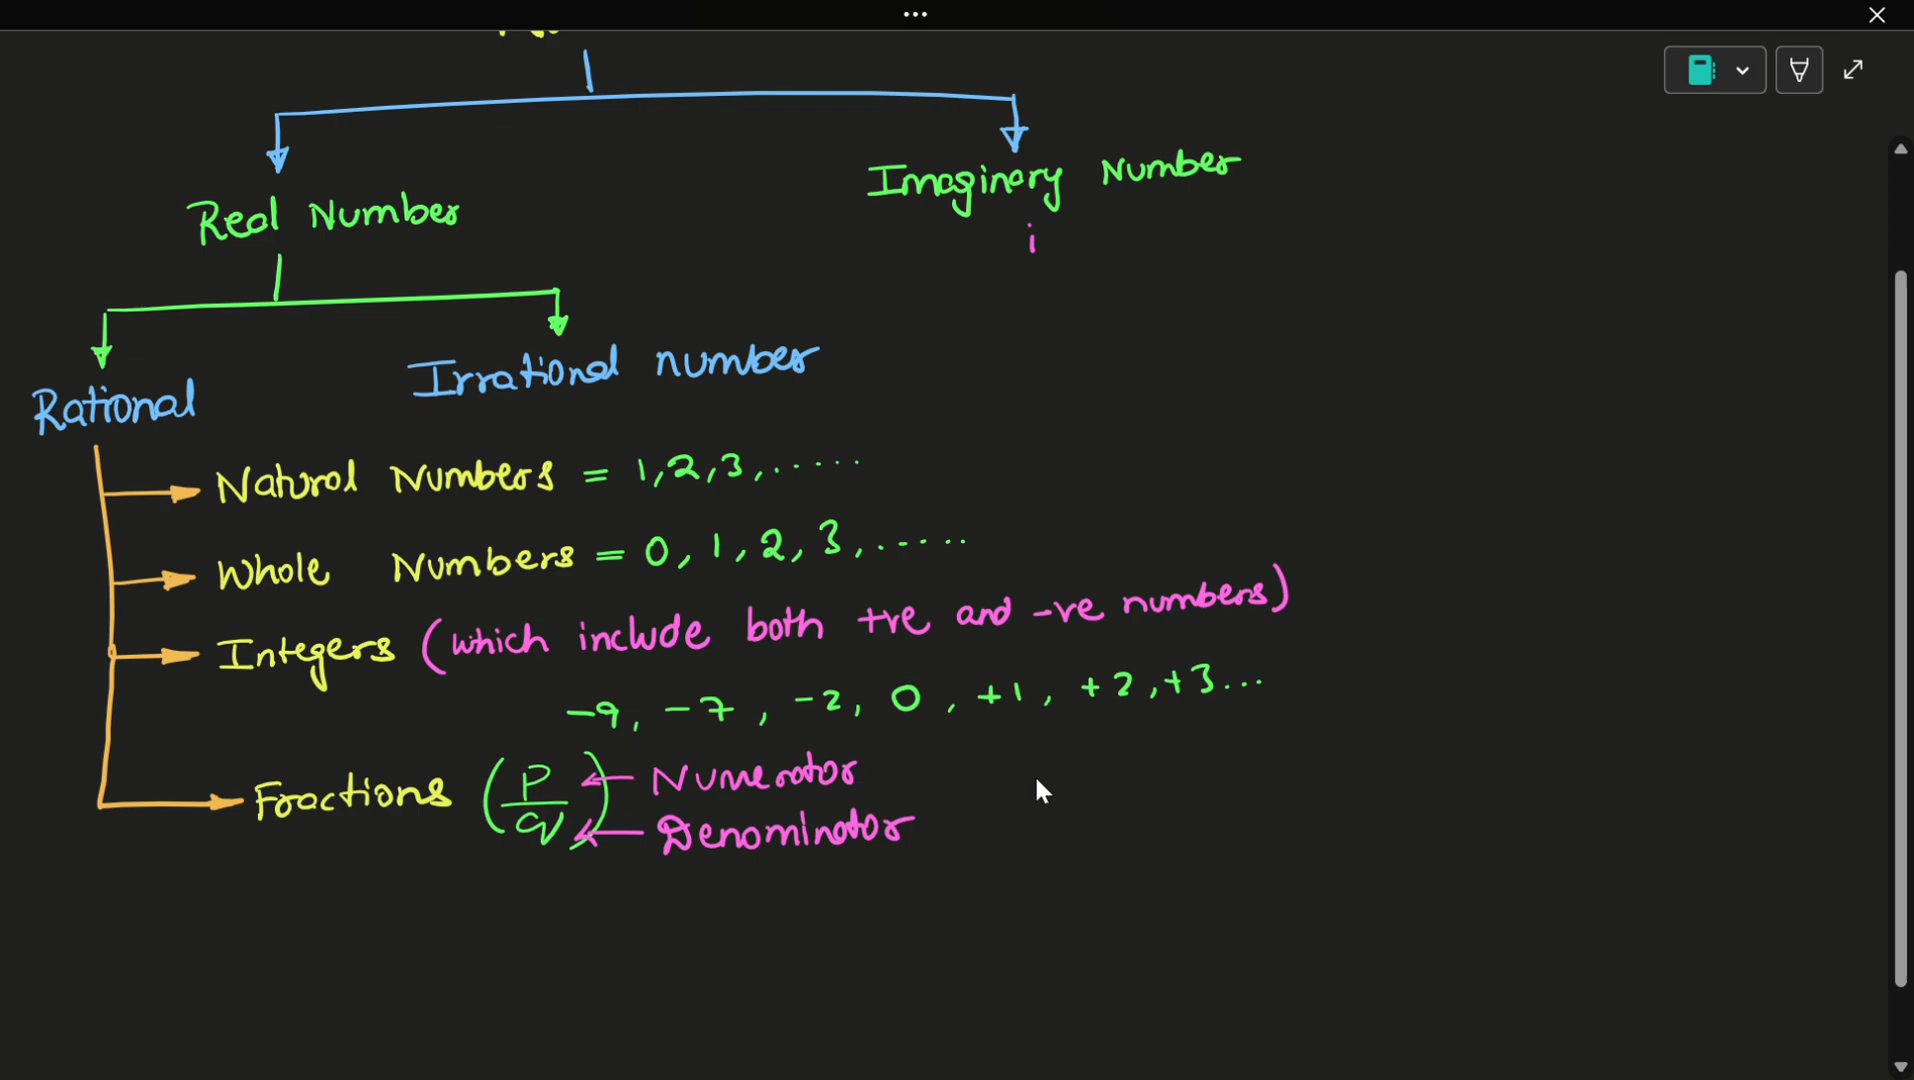 Real Number
Imaginary Number
i
Rational
Irrational number
Natural Numbers = 1,2,3,.....
Whole Numbers = 0, 1, 2, 3, .....
Integers (which include both +ve and -ve numbers)
-9, -7, -2, 0, +1, +2, +3...
Fractions (P/q) ← Numerator
← Denominator